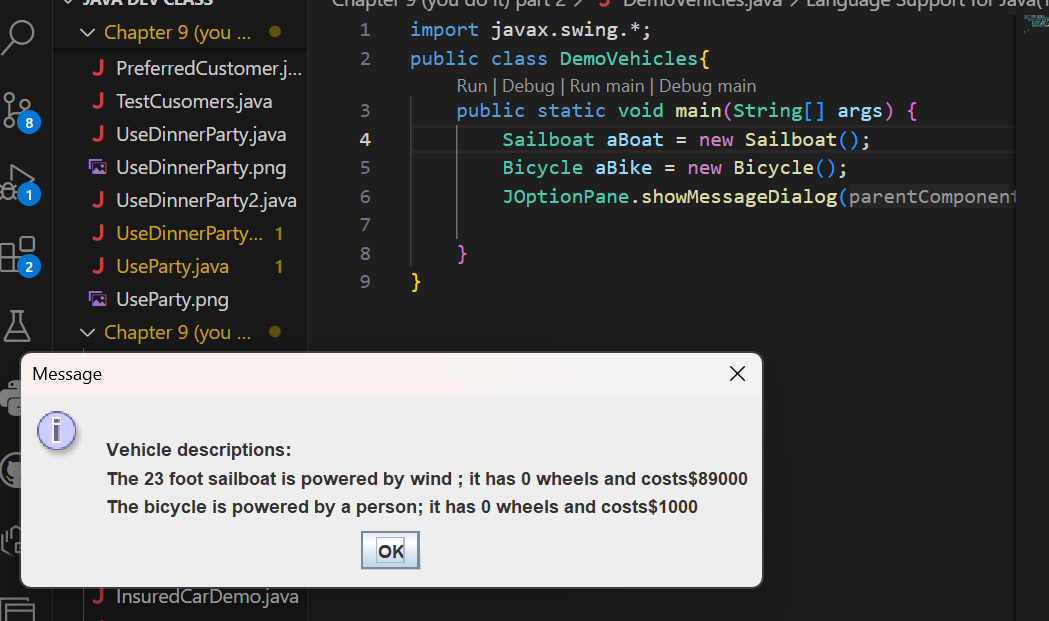 JAVA DEV CLASS
Chapter 9 (you ...
PreferredCustomer.j...
TestCusomers.java
UseDinnerParty.java
UseDinnerParty.png
UseDinnerParty2.java
UseDinnerParty... 1
UseParty.java 1
UseParty.png
Chapter 9 (you ...
InsuredCarDemo.java
8
1
2
Chapter 9 (you do it) part 2 > J DemoVehicles.java > Language Support for Java(
1 import javax.swing.*;
2 public class DemoVehicles{
Run | Debug | Run main | Debug main
3 public static void main(String[] args) {
4 Sailboat aBoat = new Sailboat();
5 Bicycle aBike = new Bicycle();
6 JOptionPane.showMessageDialog(parentComponent
7
8 }
9 }
Message
Vehicle descriptions:
The 23 foot sailboat is powered by wind ; it has 0 wheels and costs$89000
The bicycle is powered by a person; it has 0 wheels and costs$1000
OK